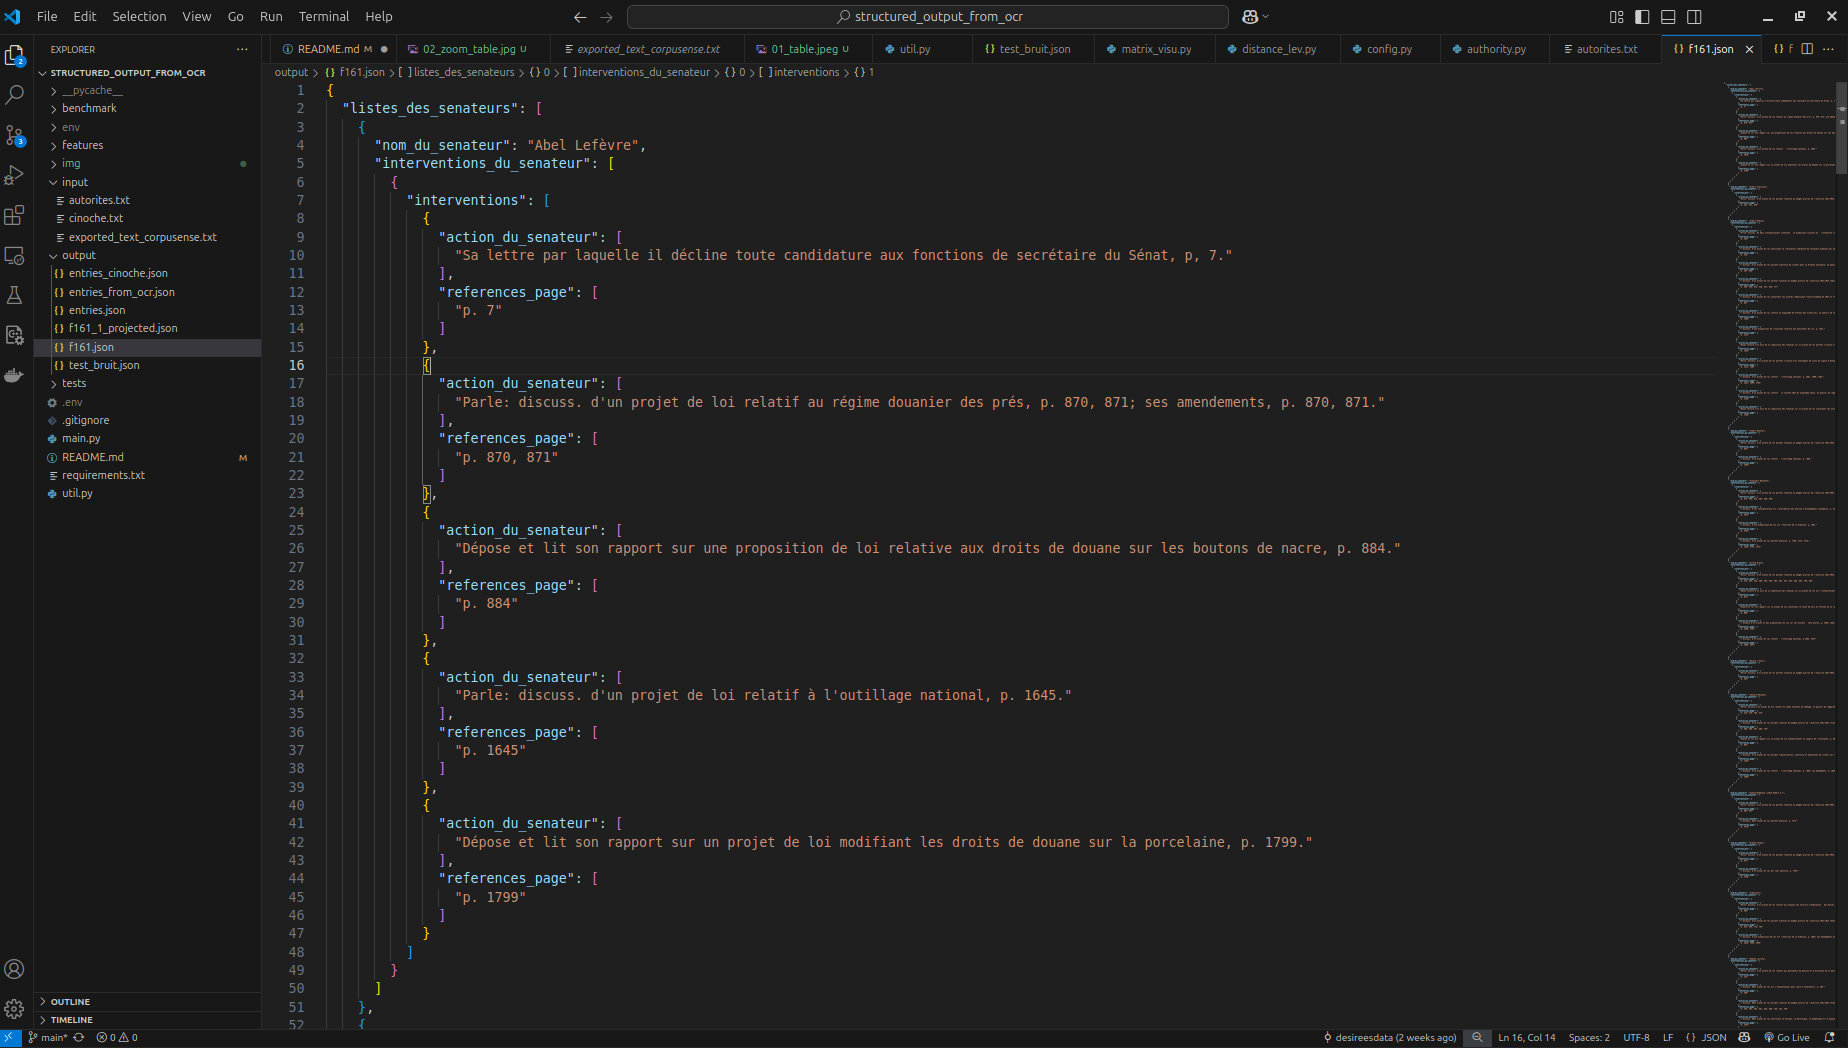 File Edit Selection View Go Run Terminal Help
structured_output_from_ocr
EXPLORER
README.md M
02_zoom_table.jpg U
exported_text_corpusense.txt
01_table.jpeg U
util.py
test_bruit.json
matrix_visu.py
distance_lev.py
config.py
authority.py
autorites.txt
f161.json
output > f161.json > [ ] listes_des_senateurs > {} 0 > [ ] interventions_du_senateur > {} 0 > [ ] interventions > {} 1
STRUCTURED_OUTPUT_FROM_OCR
__pycache__
benchmark
env
features
img
input
autorites.txt
cinoche.txt
exported_text_corpusense.txt
output
entries_cinoche.json
entries_from_ocr.json
entries.json
f161_1_projected.json
f161.json
test_bruit.json
tests
.env
.gitignore
main.py
README.md M
requirements.txt
util.py
OUTLINE
TIMELINE
1 {
2 "listes_des_senateurs": [
3 {
4 "nom_du_senateur": "Abel Lefèvre",
5 "interventions_du_senateur": [
6 {
7 "interventions": [
8 {
9 "action_du_senateur": [
10 "Sa lettre par laquelle il décline toute candidature aux fonctions de secrétaire du Sénat, p, 7."
11 ],
12 "references_page": [
13 "p. 7"
14 ]
15 },
16 {
17 "action_du_senateur": [
18 "Parle: discuss. d'un projet de loi relatif au régime douanier des prés, p. 870, 871; ses amendements, p. 870, 871."
19 ],
20 "references_page": [
21 "p. 870, 871"
22 ]
23 },
24 {
25 "action_du_senateur": [
26 "Dépose et lit son rapport sur une proposition de loi relative aux droits de douane sur les boutons de nacre, p. 884."
27 ],
28 "references_page": [
29 "p. 884"
30 ]
31 },
32 {
33 "action_du_senateur": [
34 "Parle: discuss. d'un projet de loi relatif à l'outillage national, p. 1645."
35 ],
36 "references_page": [
37 "p. 1645"
38 ]
39 },
40 {
41 "action_du_senateur": [
42 "Dépose et lit son rapport sur un projet de loi modifiant les droits de douane sur la porcelaine, p. 1799."
43 ],
44 "references_page": [
45 "p. 1799"
46 ]
47 }
48 ]
49 }
50 ]
51 },
52 {
main* 0 0 desireesdata (2 weeks ago) Ln 16, Col 14 Spaces: 2 UTF-8 LF {} JSON Go Live